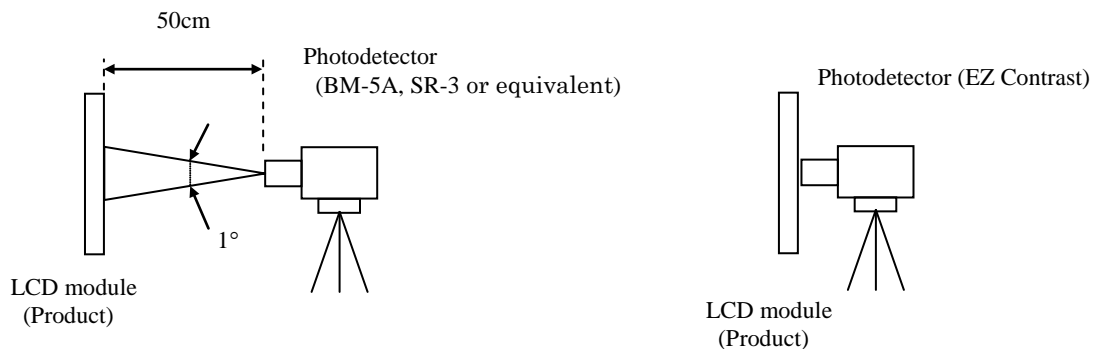 50cm
Photodetector
(BM-5A, SR-3 or equivalent)
1°
LCD module
(Product)
Photodetector (EZ Contrast)
LCD module
(Product)